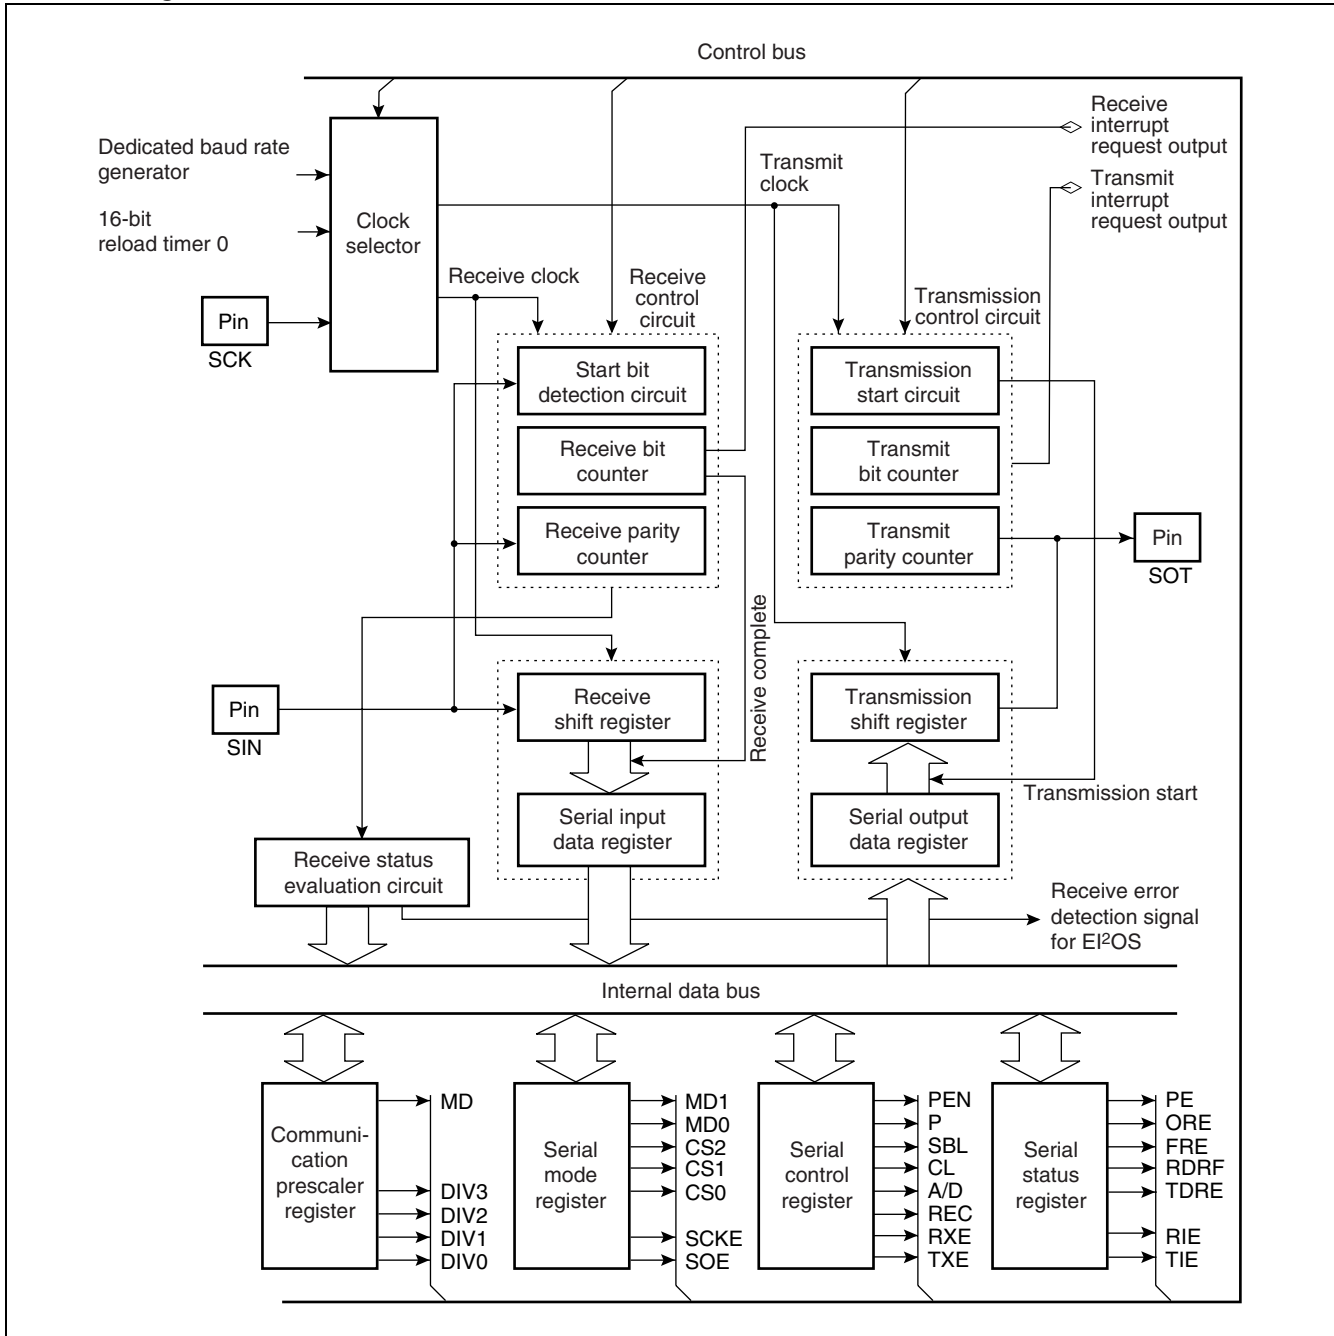 Control bus
Receive
interrupt
request output
Dedicated baud rate
generator
Transmit
clock
Transmit
interrupt
request output
16-bit
reload timer 0
Clock
selector
Receive clock
Receive
control
circuit
Transmission
control circuit
Pin
SCK
Start bit
detection circuit
Transmission
start circuit
Receive bit
counter
Transmit
bit counter
Receive parity
counter
Transmit
parity counter
Pin
SOT
Receive complete
Pin
SIN
Receive
shift register
Transmission
shift register
Transmission start
Serial input
data register
Serial output
data register
Receive status
evaluation circuit
Receive error
detection signal
for EI²OS
Internal data bus
Communi-
cation
prescaler
register
MD
DIV3
DIV2
DIV1
DIV0
Serial
mode
register
MD1
MD0
CS2
CS1
CS0
SCKE
SOE
Serial
control
register
PEN
P
SBL
CL
A/D
REC
RXE
TXE
Serial
status
register
PE
ORE
FRE
RDRF
TDRE
RIE
TIE